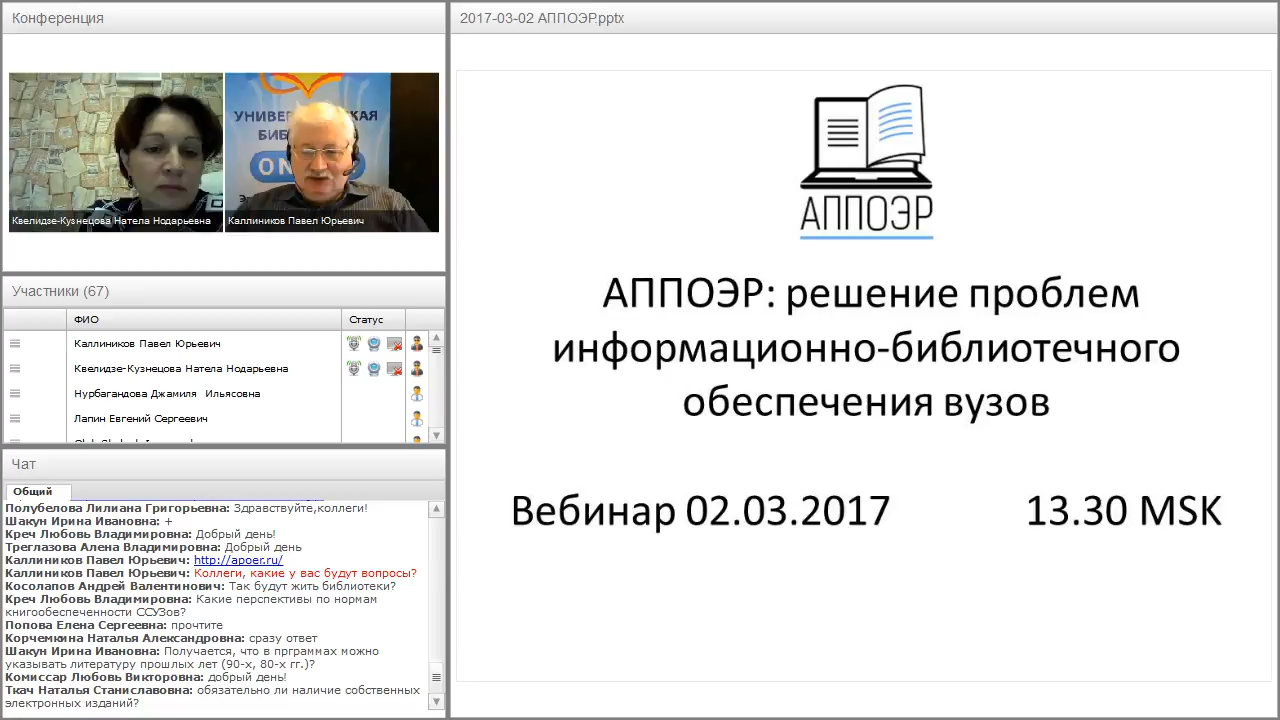 Конференция
УНИВЕР СКАЯ
БИБ
Квелидзе-Кузнецова Натела Нодарьевна
Каллиников Павел Юрьевич
Участники (67)
ФИО
Статус
Каллиников Павел Юрьевич
Квелидзе-Кузнецова Натела Нодарьевна
Нурбагандова Джамиля Ильясовна
Лапин Евгений Сергеевич
Чат
Общий
Полубелова Лилиана Григорьевна: Здравствуйте,коллеги!
Шакун Ирина Ивановна: +
Креч Любовь Владимировна: Добрый день!
Треглазова Алена Владимировна: Добрый день
Каллиников Павел Юрьевич: http://apoer.ru/
Каллиников Павел Юрьевич: Коллеги, какие у вас будут вопросы?
Косолапов Андрей Валентинович: Так будут жить библиотеки?
Креч Любовь Владимировна: Какие перспективы по нормам
книгообеспеченности ССУЗов?
Попова Елена Сергеевна: прочтите
Корчемкина Наталья Александровна: сразу ответ
Шакун Ирина Ивановна: Получается, что в прграммах можно
указывать литературу прошлых лет (90-х, 80-х гг.)?
Комиссар Любовь Викторовна: добрый день!
Ткач Наталья Станиславовна: обязательно ли наличие собственных
электронных изданий?
2017-03-02 АППОЭР.pptx
АППОЭР
АППОЭР: решение проблем
информационно-библиотечного
обеспечения вузов
Вебинар 02.03.2017 13.30 MSK